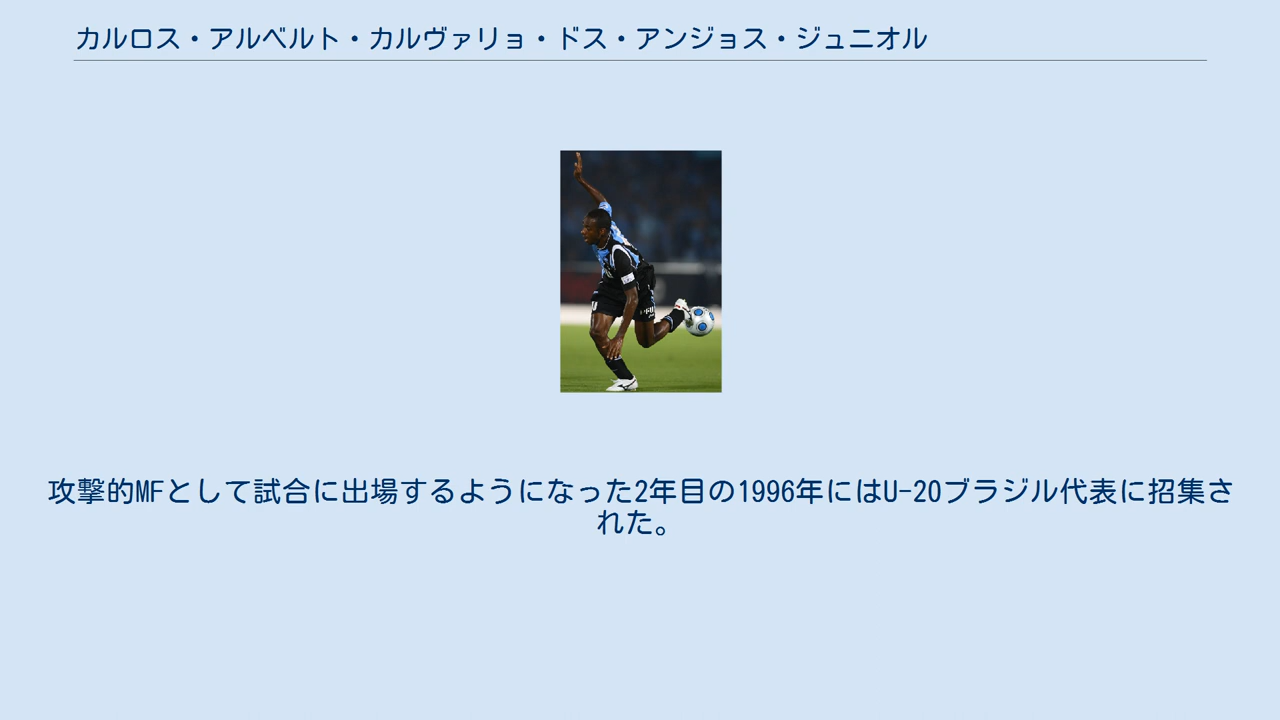 カルロス・アルベルト・カルヴァリョ・ドス・アンジョス・ジュニオル
攻撃的MFとして試合に出場するようになった2年目の1996年にはU-20ブラジル代表に招集さ
れた。